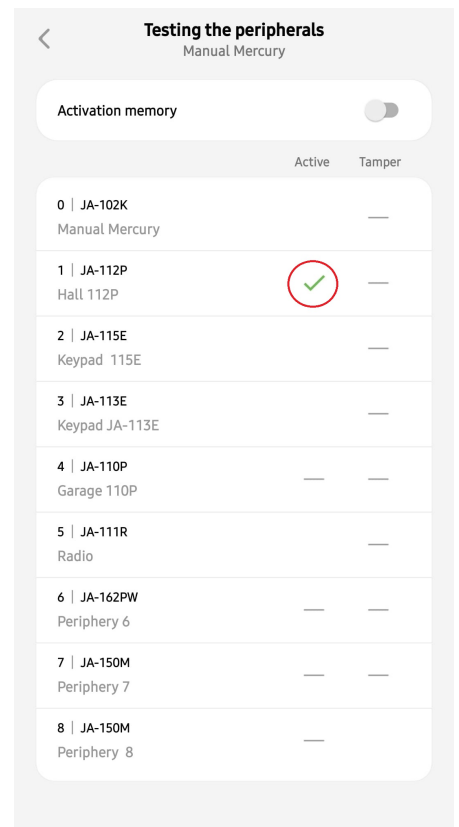 Testing the peripherals
Manual Mercury
Activation memory
Active Tamper
0 | JA-102K
Manual Mercury
—
1 | JA-112P
Hall 112P
✓ —
2 | JA-115E
Keypad 115E
—
3 | JA-113E
Keypad JA-113E
—
4 | JA-110P
Garage 110P
— —
5 | JA-111R
Radio
—
6 | JA-162PW
Periphery 6
— —
7 | JA-150M
Periphery 7
— —
8 | JA-150M
Periphery 8
—